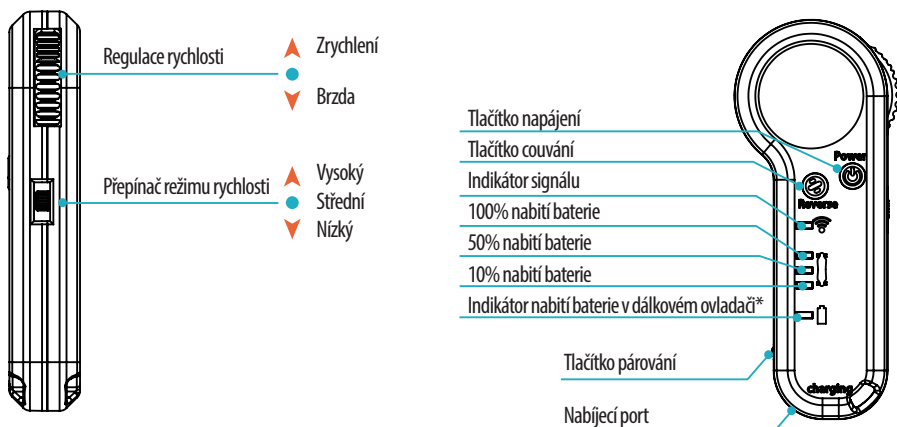 Regulace rychlosti
Zrychlení
Brzda
Přepínač režimu rychlosti
Vysoký
Střední
Nízký
Tlačítko napájení
Tlačítko couvání
Indikátor signálu
100% nabití baterie
50% nabití baterie
10% nabití baterie
Indikátor nabití baterie v dálkovém ovladači*
Tlačítko párování
Nabíjecí port
Power
Reverse
charging